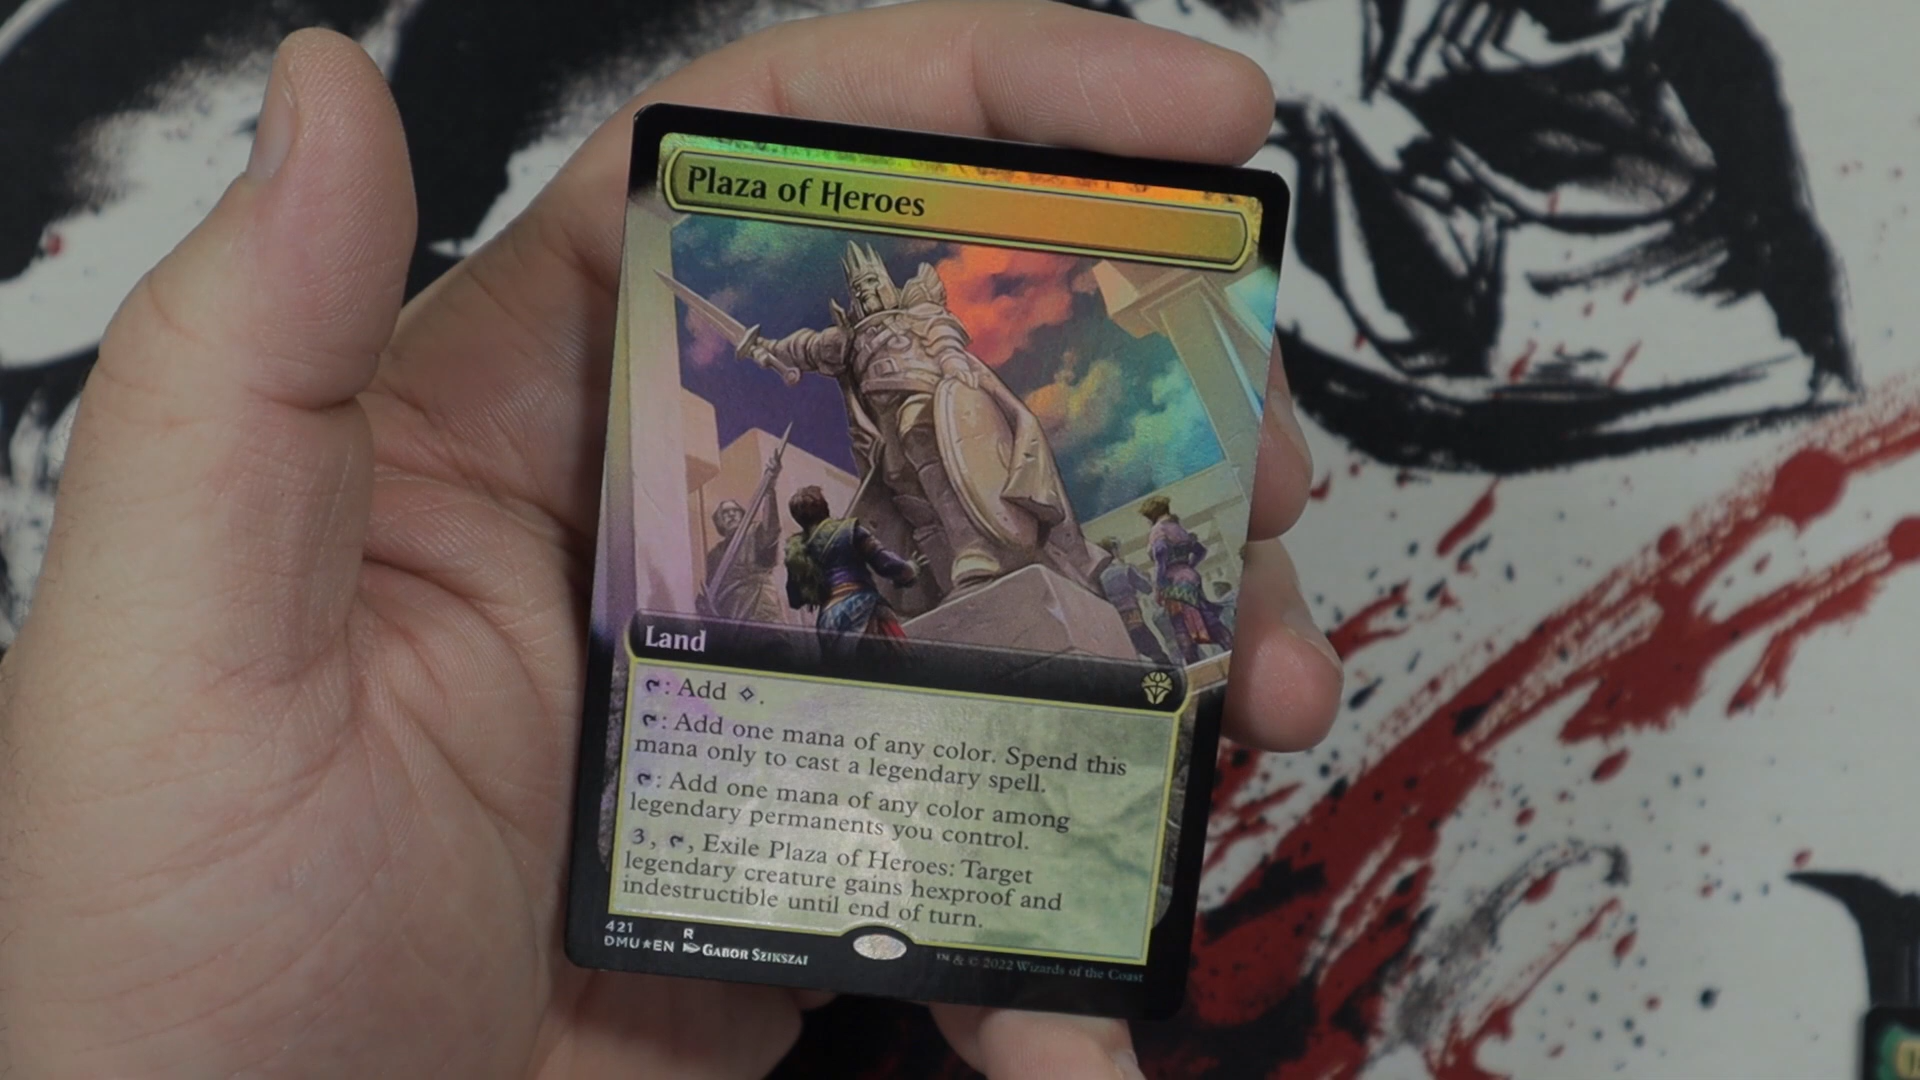 Plaza of Heroes
Land
: Add .
: Add one mana of any color. Spend this
mana only to cast a legendary spell.
: Add one mana of any color among
legendary permanents you control.
3, , Exile Plaza of Heroes: Target
legendary creature gains hexproof and
indestructible until end of turn.
421 R
DMU★EN Gabor Szikszai
™ & © 2022 Wizards of the Coast